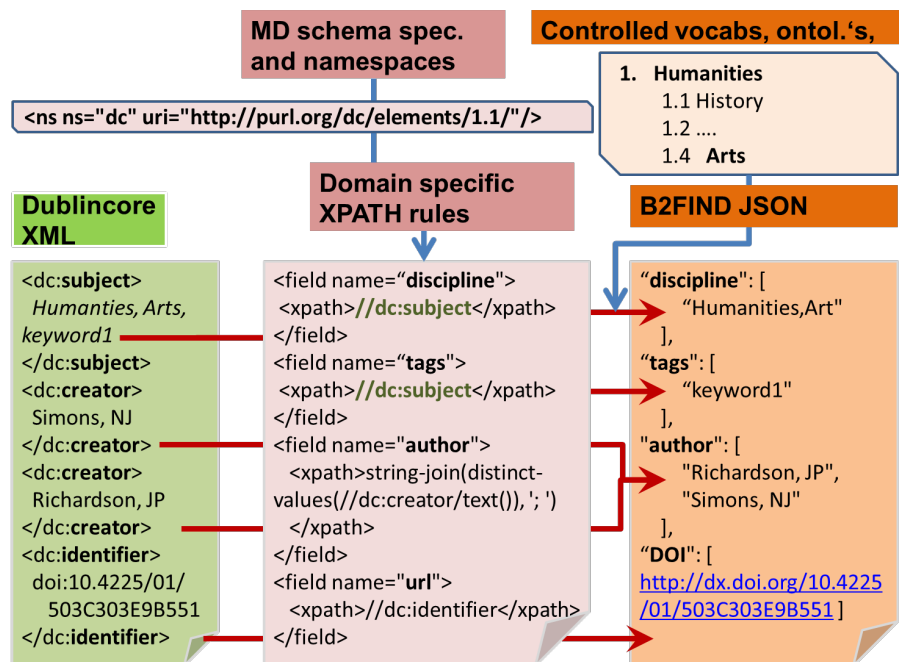 MD schema spec.
and namespaces
Controlled vocabs, ontol.‘s,
1. Humanities
1.1 History
1.2 ....
1.4 Arts
<ns ns="dc" uri="http://purl.org/dc/elements/1.1/"/>
Domain specific
XPATH rules
Dublincore
XML
B2FIND JSON
<dc:subject>
Humanties, Arts,
keyword1
</dc:subject>
<dc:creator>
Simons, NJ
</dc:creator>
<dc:creator>
Richardson, JP
</dc:creator>
<dc:identifier>
doi:10.4225/01/
503C303E9B551
</dc:identifier>
<field name=“discipline">
<xpath>//dc:subject</xpath>
</field>
<field name=“tags">
<xpath>//dc:subject</xpath>
</field>
<field name="author">
<xpath>string-join(distinct-
values(//dc:creator/text()), '; ')
</xpath>
</field>
<field name="url">
<xpath>//dc:identifier</xpath>
</field>
“discipline": [
“Humanities,Art"
],
“tags": [
“keyword1"
],
"author": [
"Richardson, JP",
"Simons, NJ"
],
“DOI": [
http://dx.doi.org/10.4225
/01/503C303E9B551 ]